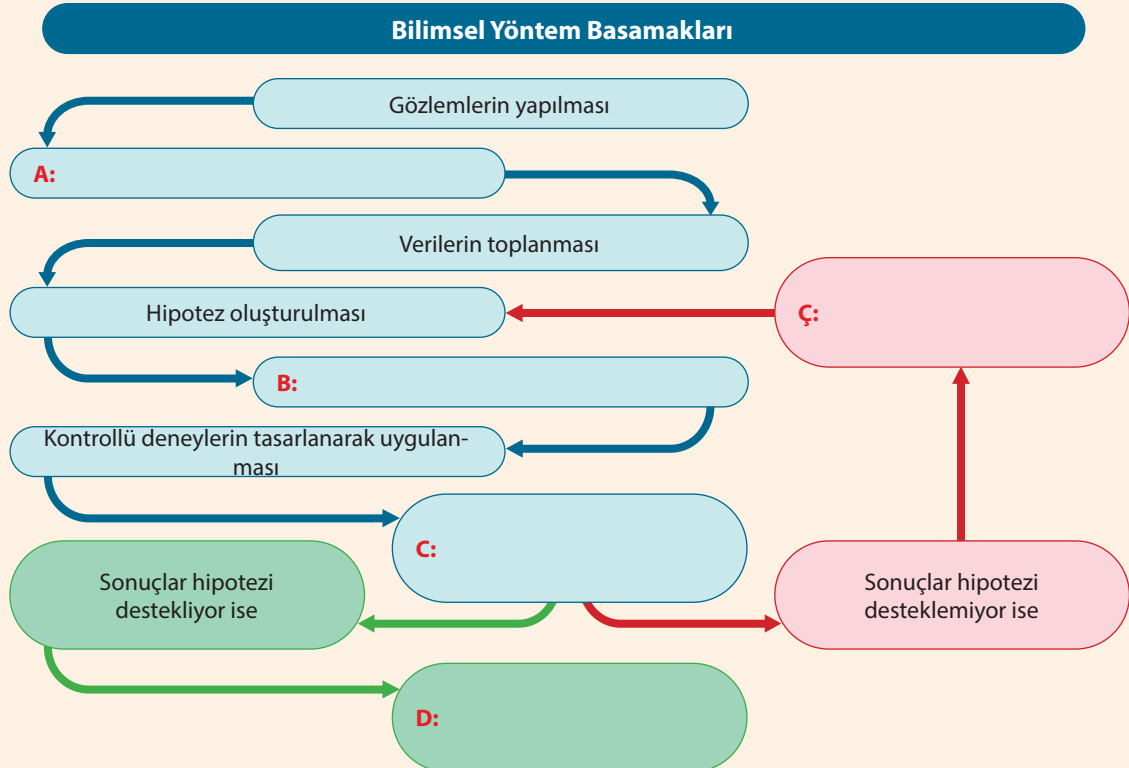 Bilimsel Yöntem Basamakları
Gözlemlerin yapılması
A:
Verilerin toplanması
Hipotez oluşturulması
Ç:
B:
Kontrollü deneylerin tasarlanarak uygulan-
ması
C:
Sonuçlar hipotezi
destekliyor ise
Sonuçlar hipotezi
desteklemiyor ise
D: